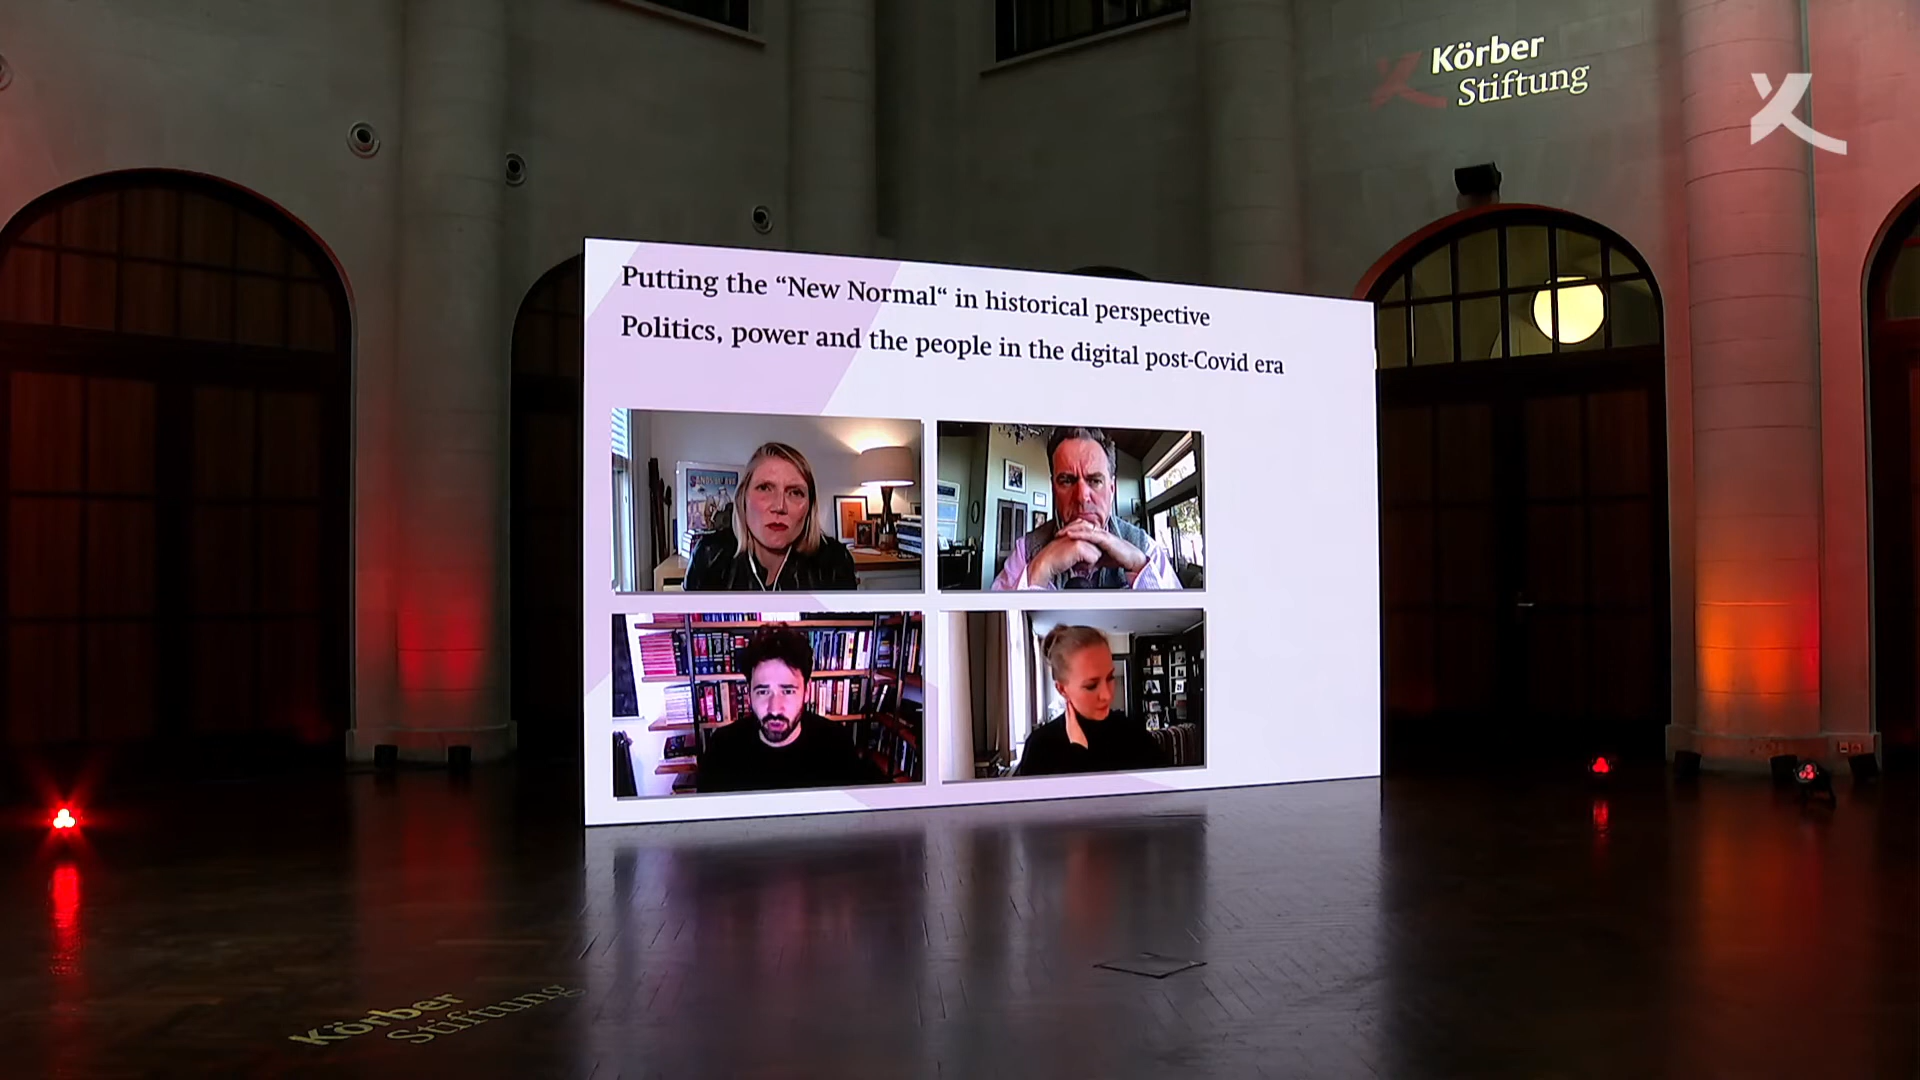 Körber
Stiftung
Putting the “New Normal“ in historical perspective
Politics, power and the people in the digital post-Covid era
Körber
Stiftung